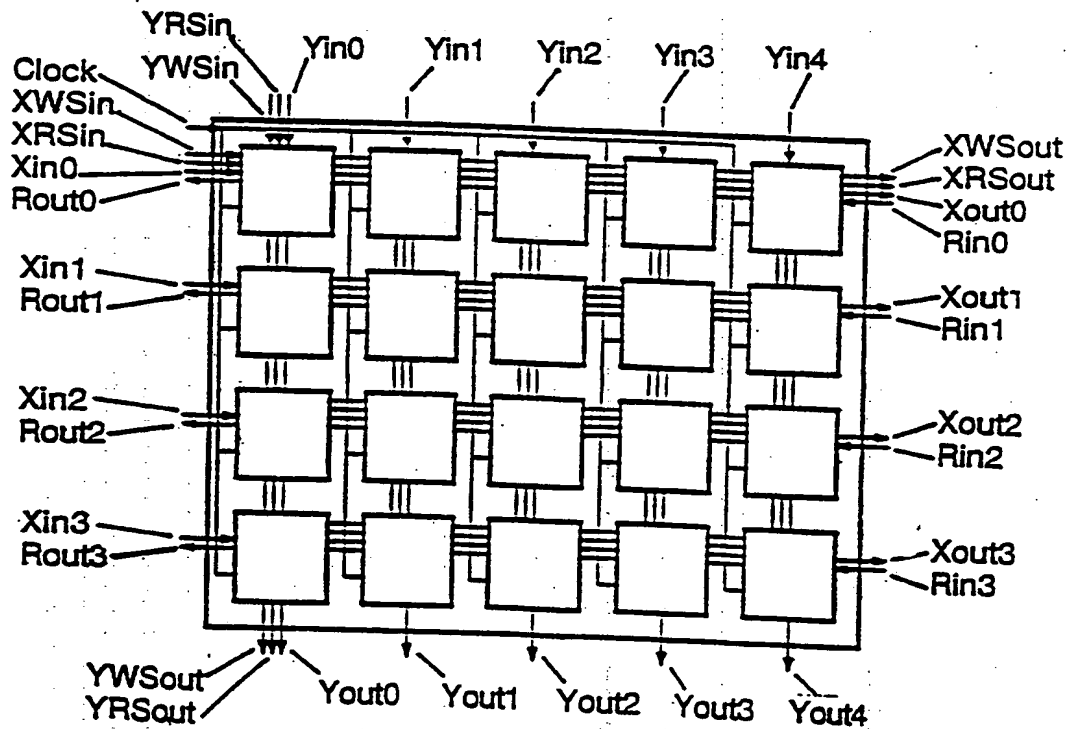 YRSin
Yin0
Yin1
Yin2
Yin3
Yin4
YWSin
Clock
XWSin
XRSin
Xin0
Rout0
XWSout
XRSout
Xout0
Rin0
Xin1
Rout1
Xout1
Rin1
Xin2
Rout2
Xout2
Rin2
Xin3
Rout3
Xout3
Rin3
YWSout
YRSout
Yout0
Yout1
Yout2
Yout3
Yout4